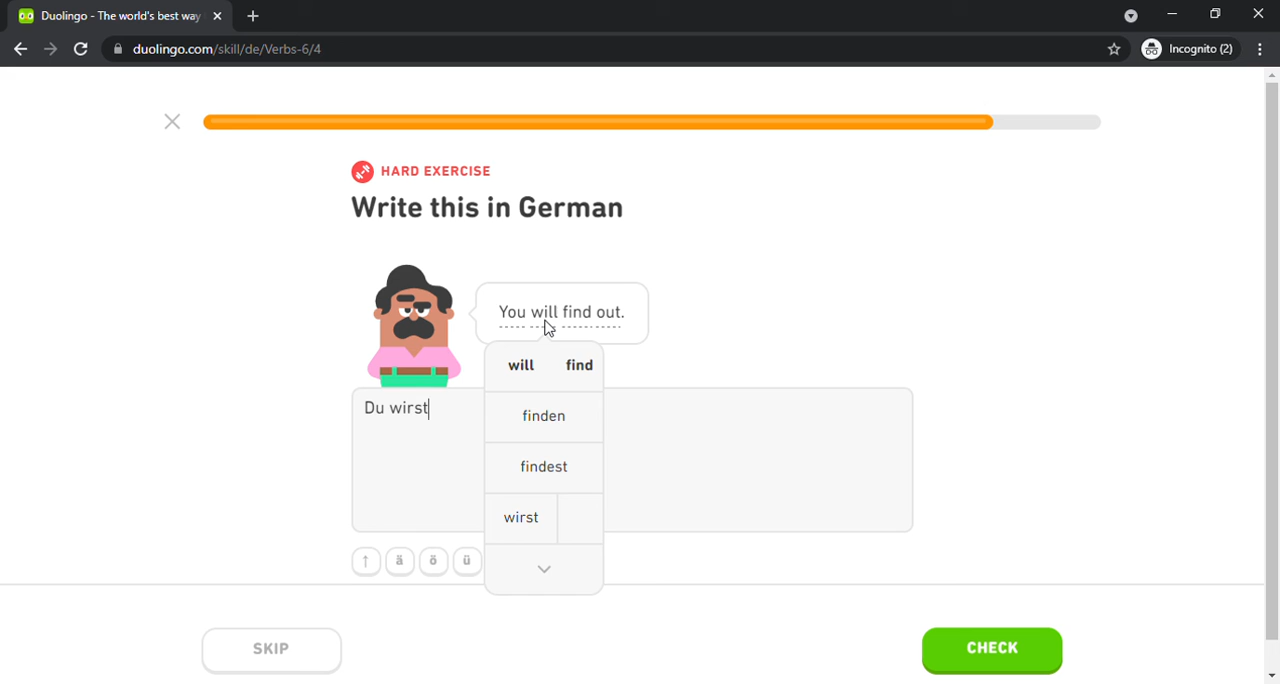 Duolingo - The world's best way
duolingo.com/skill/de/Verbs-6/4
Incognito (2)
HARD EXERCISE
Write this in German
You will find out.
will find
finden
findest
wirst
Du wirst
↑ ä ö ü
SKIP
CHECK